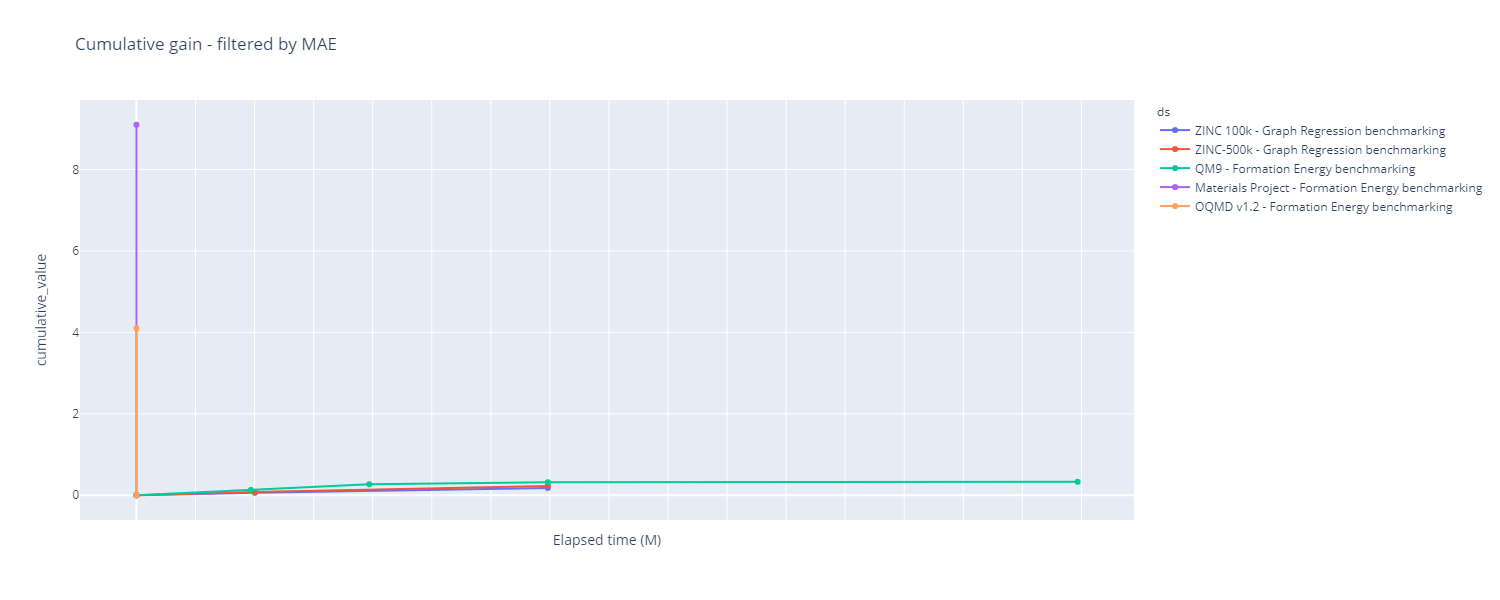 Cumulative gain - filtered by MAE
ds
ZINC 100k - Graph Regression benchmarking
ZINC-500k - Graph Regression benchmarking
QM9 - Formation Energy benchmarking
Materials Project - Formation Energy benchmarking
OQMD v1.2 - Formation Energy benchmarking
cumulative_value
8
6
4
2
0
Elapsed time (M)